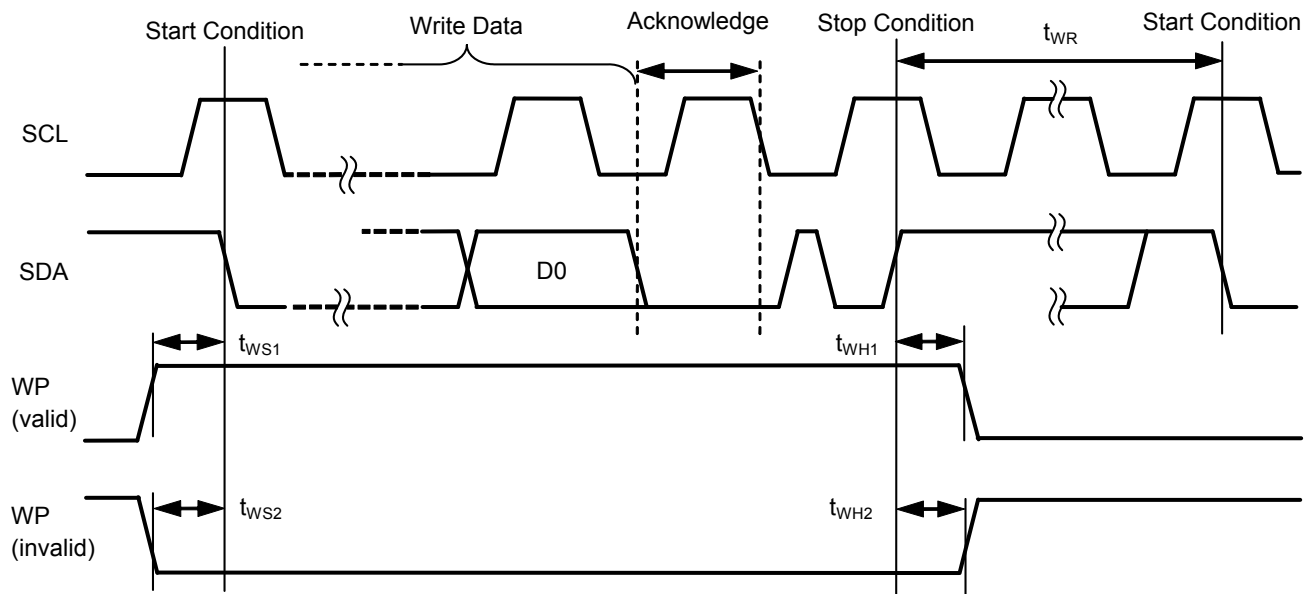 Start Condition
Write Data
Acknowledge
Stop Condition
tWR
Start Condition
SCL
SDA
D0
tWS1
tWH1
WP
(valid)
tWS2
tWH2
WP
(invalid)